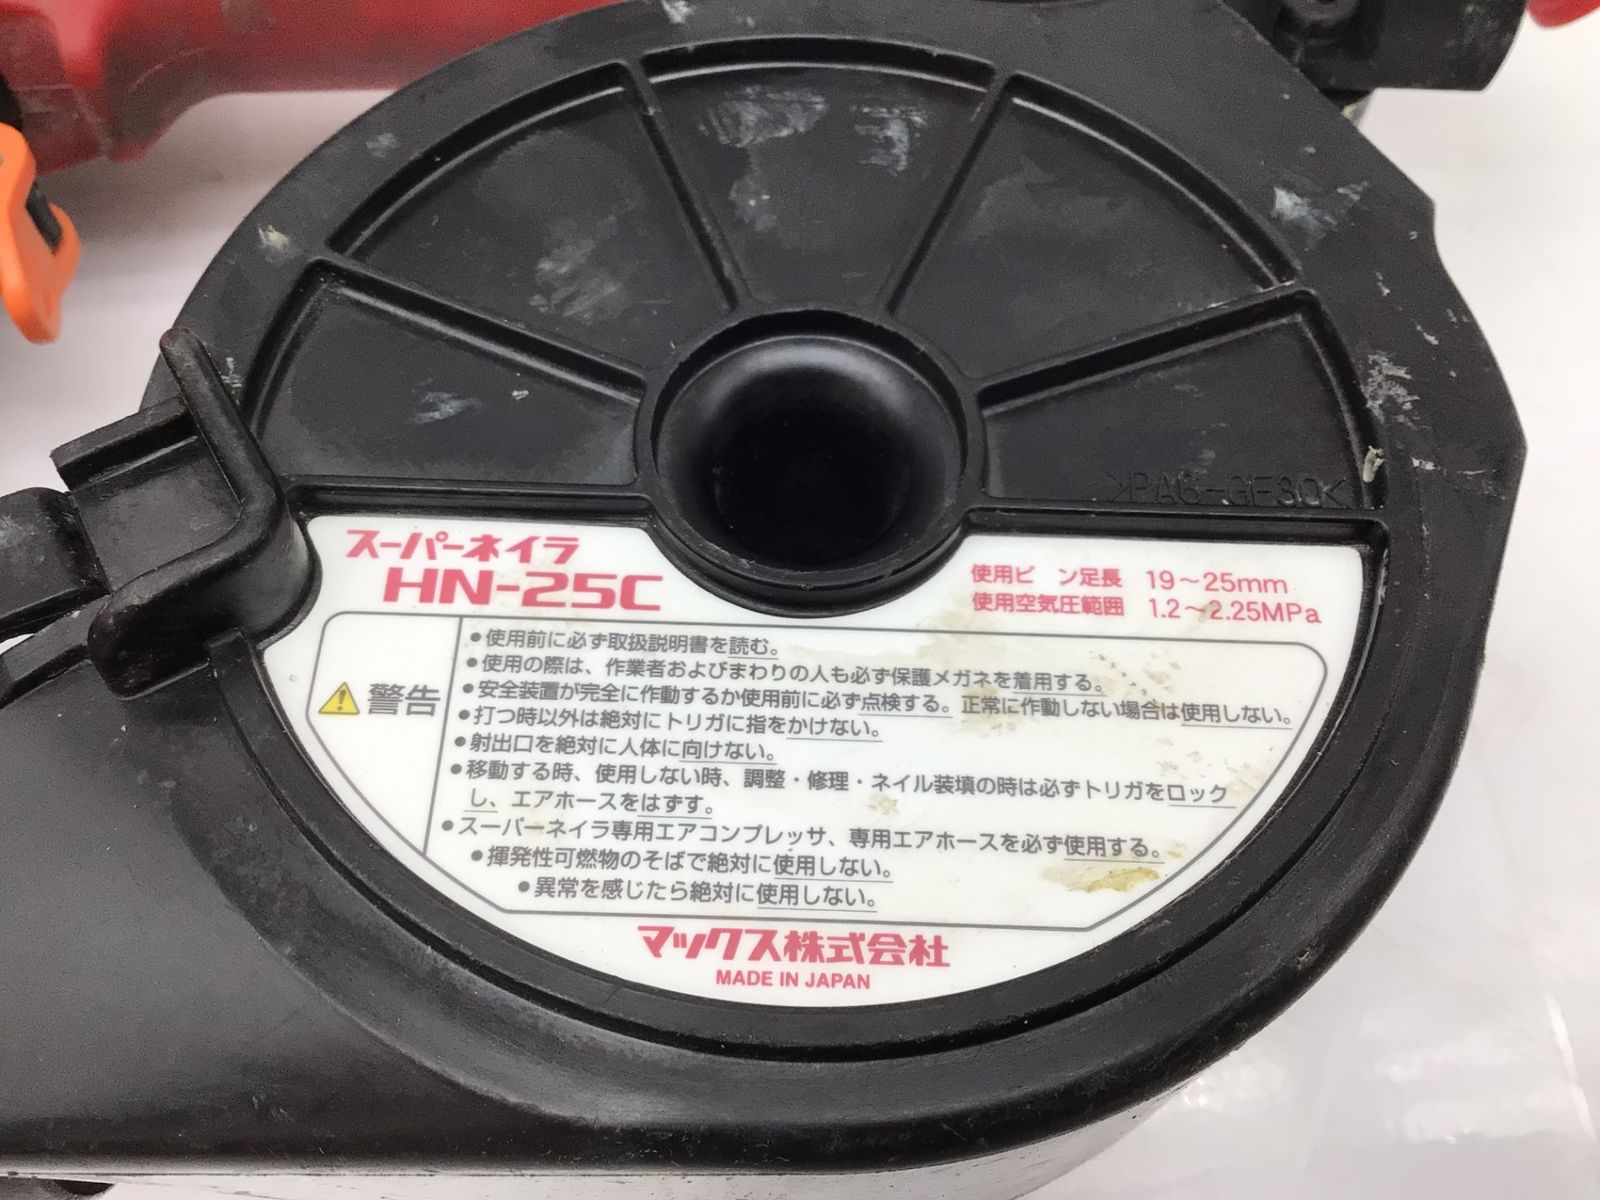 >PA6-GF30<
スーパーネイラ
HN-25C
使用ピン足長 19～25mm
使用空気圧範囲 1.2～2.25MPa
警告
●使用前に必ず取扱説明書を読む。
●使用の際は、作業者およびまわりの人も必ず保護メガネを着用する。
●安全装置が完全に作動するか使用前に必ず点検する。正常に作動しない場合は使用しない。
●打つ時以外は絶対にトリガに指をかけない。
●射出口を絶対に人体に向けない。
●移動する時、使用しない時、調整・修理・ネイル装填の時は必ずトリガをロック
し、エアホースをはずす。
●スーパーネイラ専用エアコンプレッサ、専用エアホースを必ず使用する。
●揮発性可燃物のそばで絶対に使用しない。
●異常を感じたら絶対に使用しない。
マックス株式会社
MADE IN JAPAN